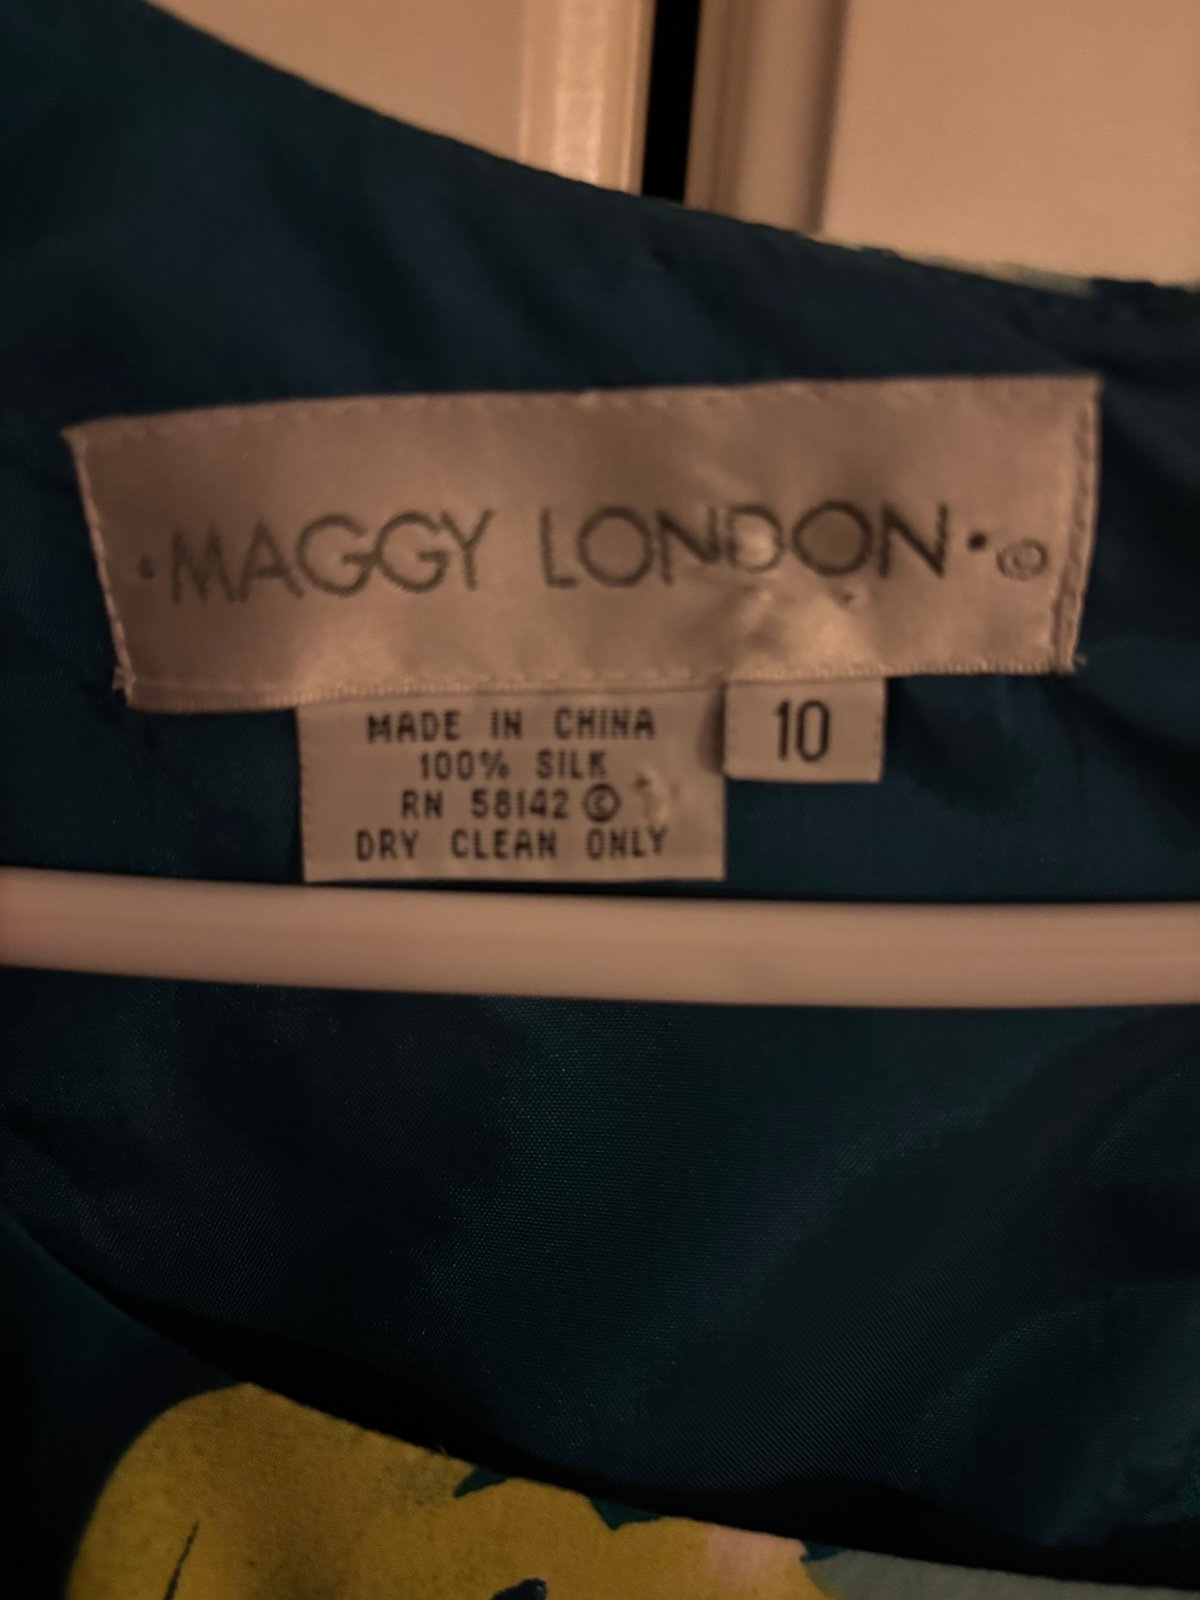 ·MAGGY LONDON·©
10
MADE IN CHINA
100% SILK
RN 58142 ©
DRY CLEAN ONLY